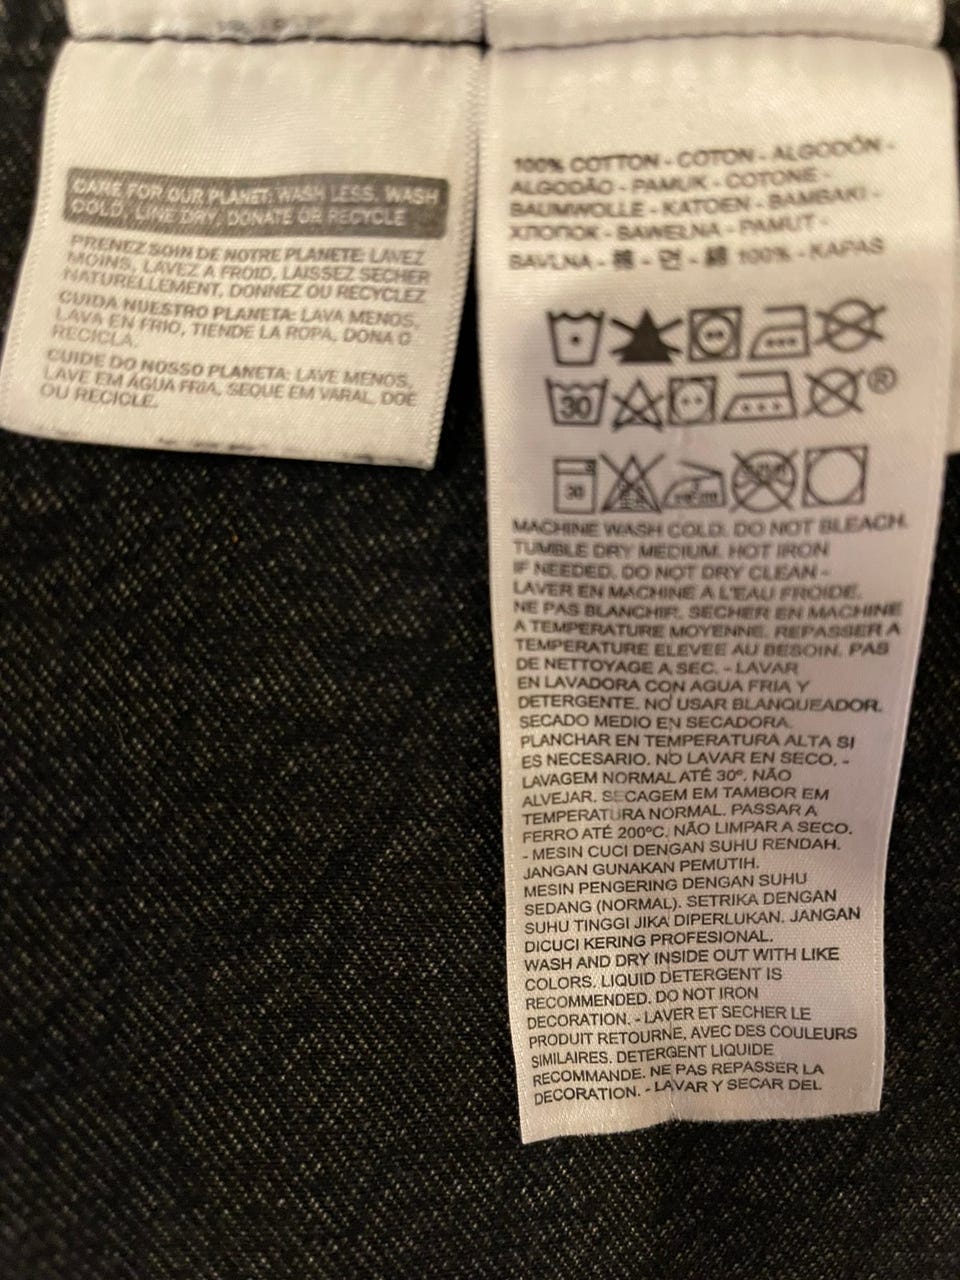 CARE FOR OUR PLANET: WASH LESS, WASH
COLD, LINE DRY, DONATE OR RECYCLE
PRENEZ SOIN DE NOTRE PLANETE: LAVEZ
MOINS, LAVEZ A FROID, LAISSEZ SECHER
NATURELLEMENT, DONNEZ OU RECYCLEZ
CUIDA NUESTRO PLANETA: LAVA MENOS,
LAVA EN FRIO, TIENDE LA ROPA, DONA O
RECICLA.
CUIDE DO NOSSO PLANETA: LAVE MENOS,
LAVE EM ÁGUA FRIA, SEQUE EM VARAL, DOE
OU RECICLE.
100% COTTON - COTON - ALGODÓN -
ALGODÃO - PAMUK - COTONE -
BAUMWOLLE - KATOEN - BAMBAKI -
ХЛОПОК - BAWEŁNA - PAMUT -
BAVLNA - 棉 - 면 - 綿 100% - KAPAS
30 ®
30
MACHINE WASH COLD. DO NOT BLEACH.
TUMBLE DRY MEDIUM. HOT IRON
IF NEEDED. DO NOT DRY CLEAN -
LAVER EN MACHINE A L'EAU FROIDE.
NE PAS BLANCHIR. SECHER EN MACHINE
A TEMPERATURE MOYENNE. REPASSER A
TEMPERATURE ELEVEE AU BESOIN. PAS
DE NETTOYAGE A SEC. - LAVAR
EN LAVADORA CON AGUA FRIA Y
DETERGENTE. NO USAR BLANQUEADOR.
SECADO MEDIO EN SECADORA.
PLANCHAR EN TEMPERATURA ALTA SI
ES NECESARIO. NO LAVAR EN SECO. -
LAVAGEM NORMAL ATÉ 30º. NÃO
ALVEJAR. SECAGEM EM TAMBOR EM
TEMPERATURA NORMAL. PASSAR A
FERRO ATÉ 200ºC. NÃO LIMPAR A SECO.
- MESIN CUCI DENGAN SUHU RENDAH.
JANGAN GUNAKAN PEMUTIH.
MESIN PENGERING DENGAN SUHU
SEDANG (NORMAL). SETRIKA DENGAN
SUHU TINGGI JIKA DIPERLUKAN. JANGAN
DICUCI KERING PROFESIONAL.
WASH AND DRY INSIDE OUT WITH LIKE
COLORS. LIQUID DETERGENT IS
RECOMMENDED. DO NOT IRON
DECORATION. - LAVER ET SECHER LE
PRODUIT RETOURNE, AVEC DES COULEURS
SIMILAIRES. DETERGENT LIQUIDE
RECOMMANDE. NE PAS REPASSER LA
DECORATION. - LAVAR Y SECAR DEL